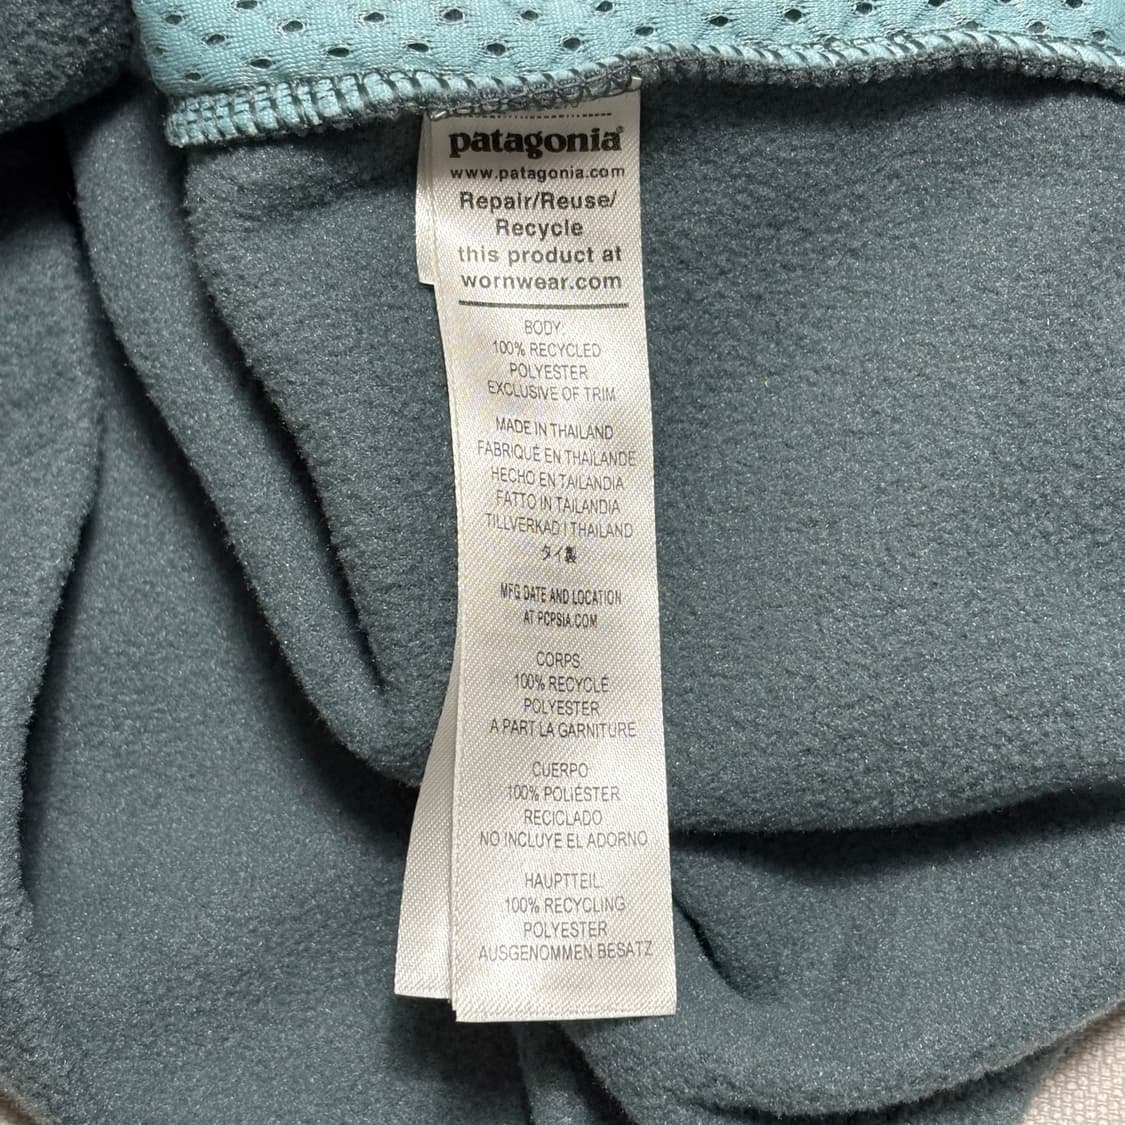 patagonia®
www.patagonia.com
Repair/Reuse/
Recycle
this product at
wornwear.com
BODY:
100% RECYCLED
POLYESTER
EXCLUSIVE OF TRIM
MADE IN THAILAND
FABRIQUÉ EN THAILANDE
HECHO EN TAILANDIA
FATTO IN TAILANDIA
TILLVERKAD I THAILAND
タイ製
MFG DATE AND LOCATION
AT PCPSIA.COM
CORPS
100% RECYCLÉ
POLYESTER
A PART LA GARNITURE
CUERPO
100% POLIÉSTER
RECICLADO
NO INCLUYE EL ADORNO
HAUPTTEIL:
100% RECYCLING
POLYESTER
AUSGENOMMEN BESATZ